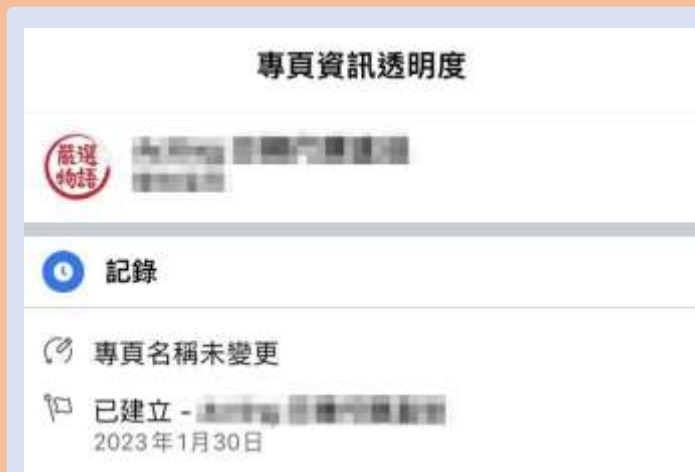 專頁資訊透明度
嚴選
物語
記錄
專頁名稱未變更
已建立 -
2023年1月30日